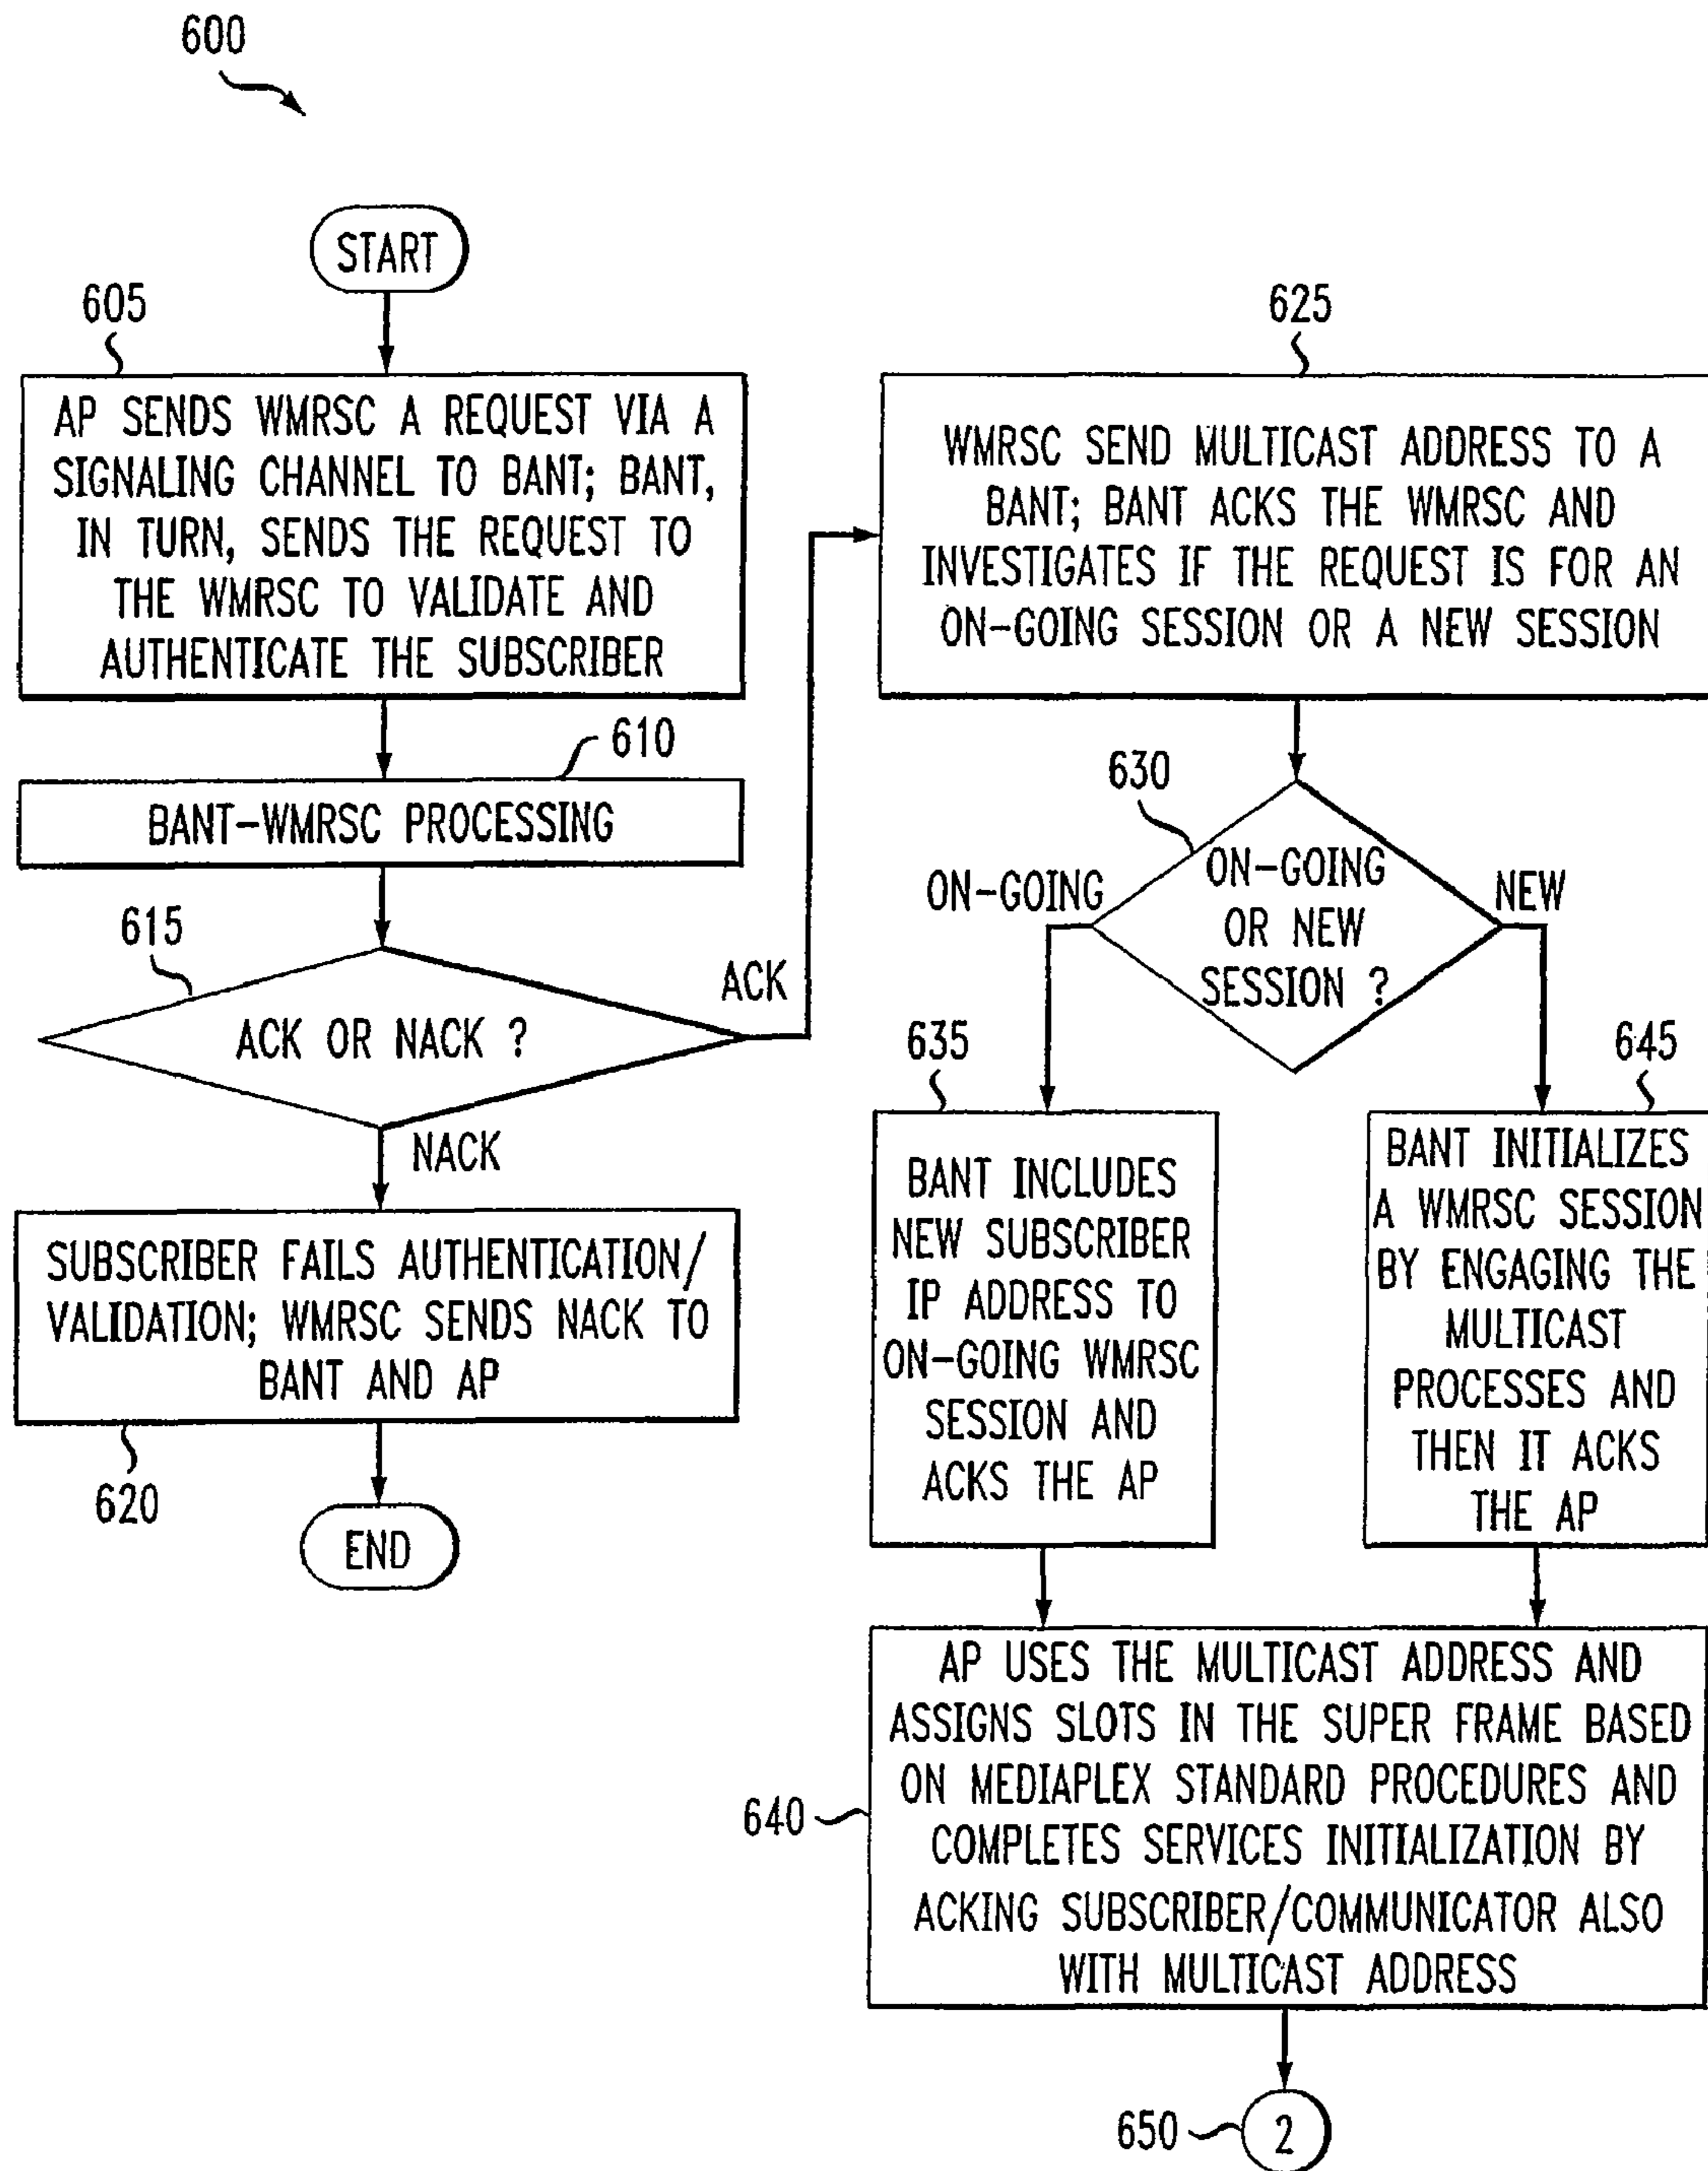 600
START
605
AP SENDS WMRSC A REQUEST VIA A
SIGNALING CHANNEL TO BANT; BANT,
IN TURN, SENDS THE REQUEST TO
THE WMRSC TO VALIDATE AND
AUTHENTICATE THE SUBSCRIBER
610
BANT-WMRSC PROCESSING
615
ACK OR NACK ?
ACK
NACK
SUBSCRIBER FAILS AUTHENTICATION/
VALIDATION; WMRSC SENDS NACK TO
BANT AND AP
620
END
625
WMRSC SEND MULTICAST ADDRESS TO A
BANT; BANT ACKS THE WMRSC AND
INVESTIGATES IF THE REQUEST IS FOR AN
ON-GOING SESSION OR A NEW SESSION
630
ON-GOING
OR NEW
SESSION ?
ON-GOING
NEW
635
BANT INCLUDES
NEW SUBSCRIBER
IP ADDRESS TO
ON-GOING WMRSC
SESSION AND
ACKS THE AP
645
BANT INITIALIZES
A WMRSC SESSION
BY ENGAGING THE
MULTICAST
PROCESSES AND
THEN IT ACKS
THE AP
640
AP USES THE MULTICAST ADDRESS AND
ASSIGNS SLOTS IN THE SUPER FRAME BASED
ON MEDIAPLEX STANDARD PROCEDURES AND
COMPLETES SERVICES INITIALIZATION BY
ACKING SUBSCRIBER/COMMUNICATOR ALSO
WITH MULTICAST ADDRESS
650
2